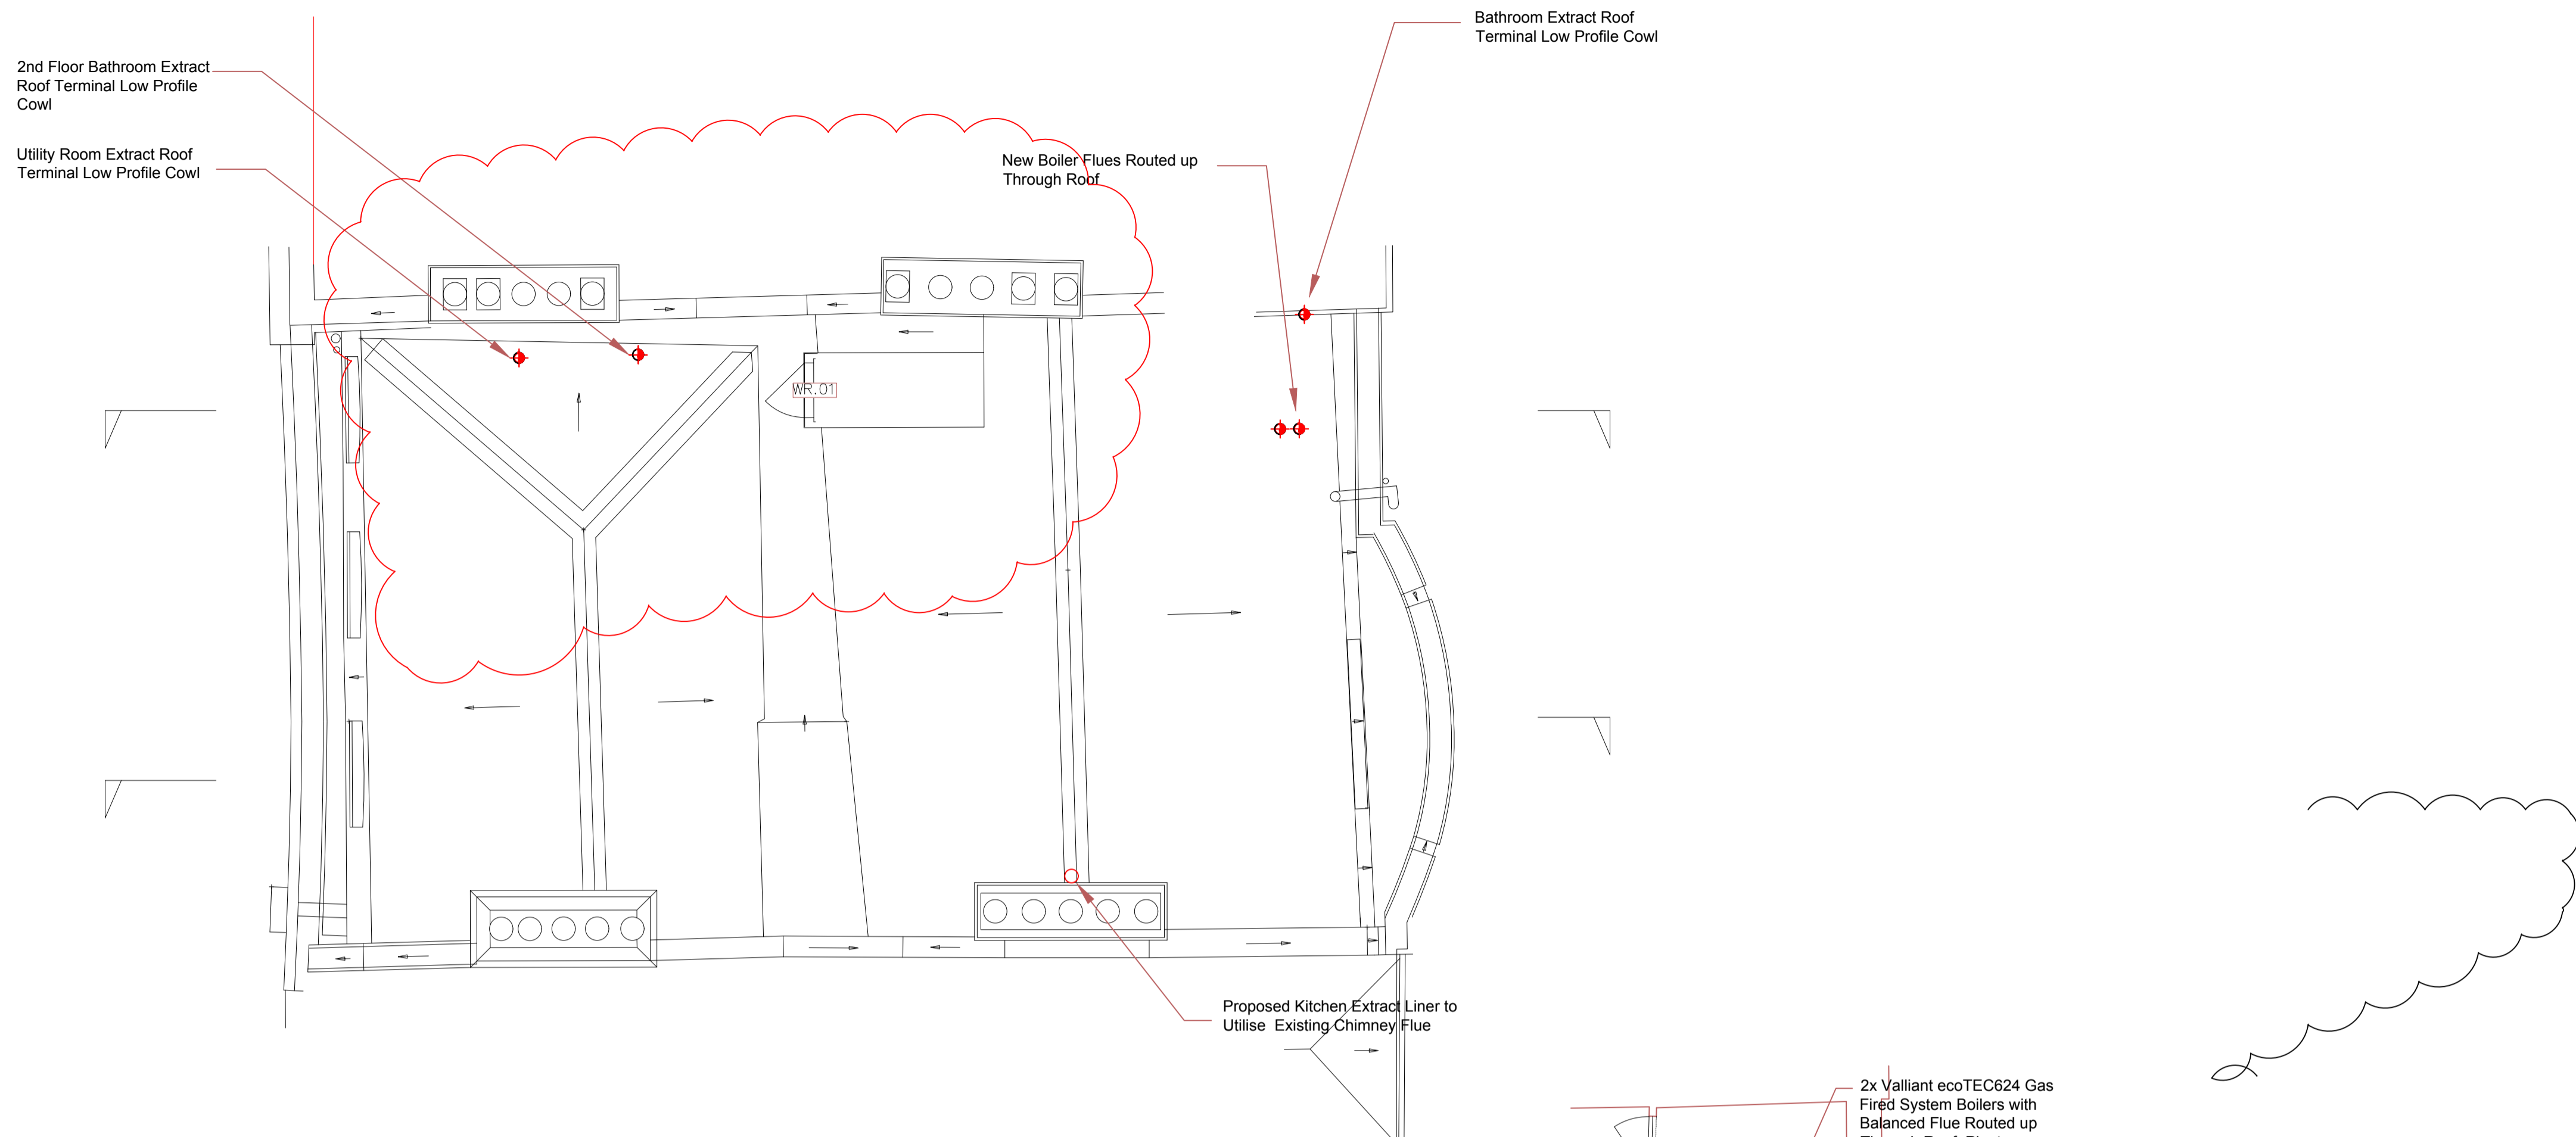 Bathroom Extract Roof
Terminal Low Profile Cowl
2nd Floor Bathroom Extract
Roof Terminal Low Profile
Cowl
Utility Room Extract Roof
Terminal Low Profile Cowl
New Boiler Flues Routed up
Through Roof
WR.01
Proposed Kitchen Extract Liner to
Utilise Existing Chimney Flue
2x Valliant ecoTEC624 Gas
Fired System Boilers with
Balanced Flue Routed up